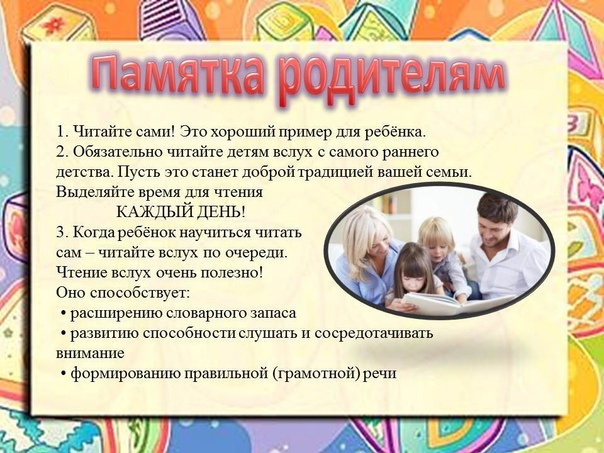 Памятка родителям
1. Читайте сами! Это хороший пример для ребёнка.
2. Обязательно читайте детям вслух с самого раннего
детства. Пусть это станет доброй традицией вашей семьи.
Выделяйте время для чтения
КАЖДЫЙ ДЕНЬ!
3. Когда ребёнок научиться читать
сам – читайте вслух по очереди.
Чтение вслух очень полезно!
Оно способствует:
• расширению словарного запаса
• развитию способности слушать и сосредотачивать
внимание
• формированию правильной (грамотной) речи